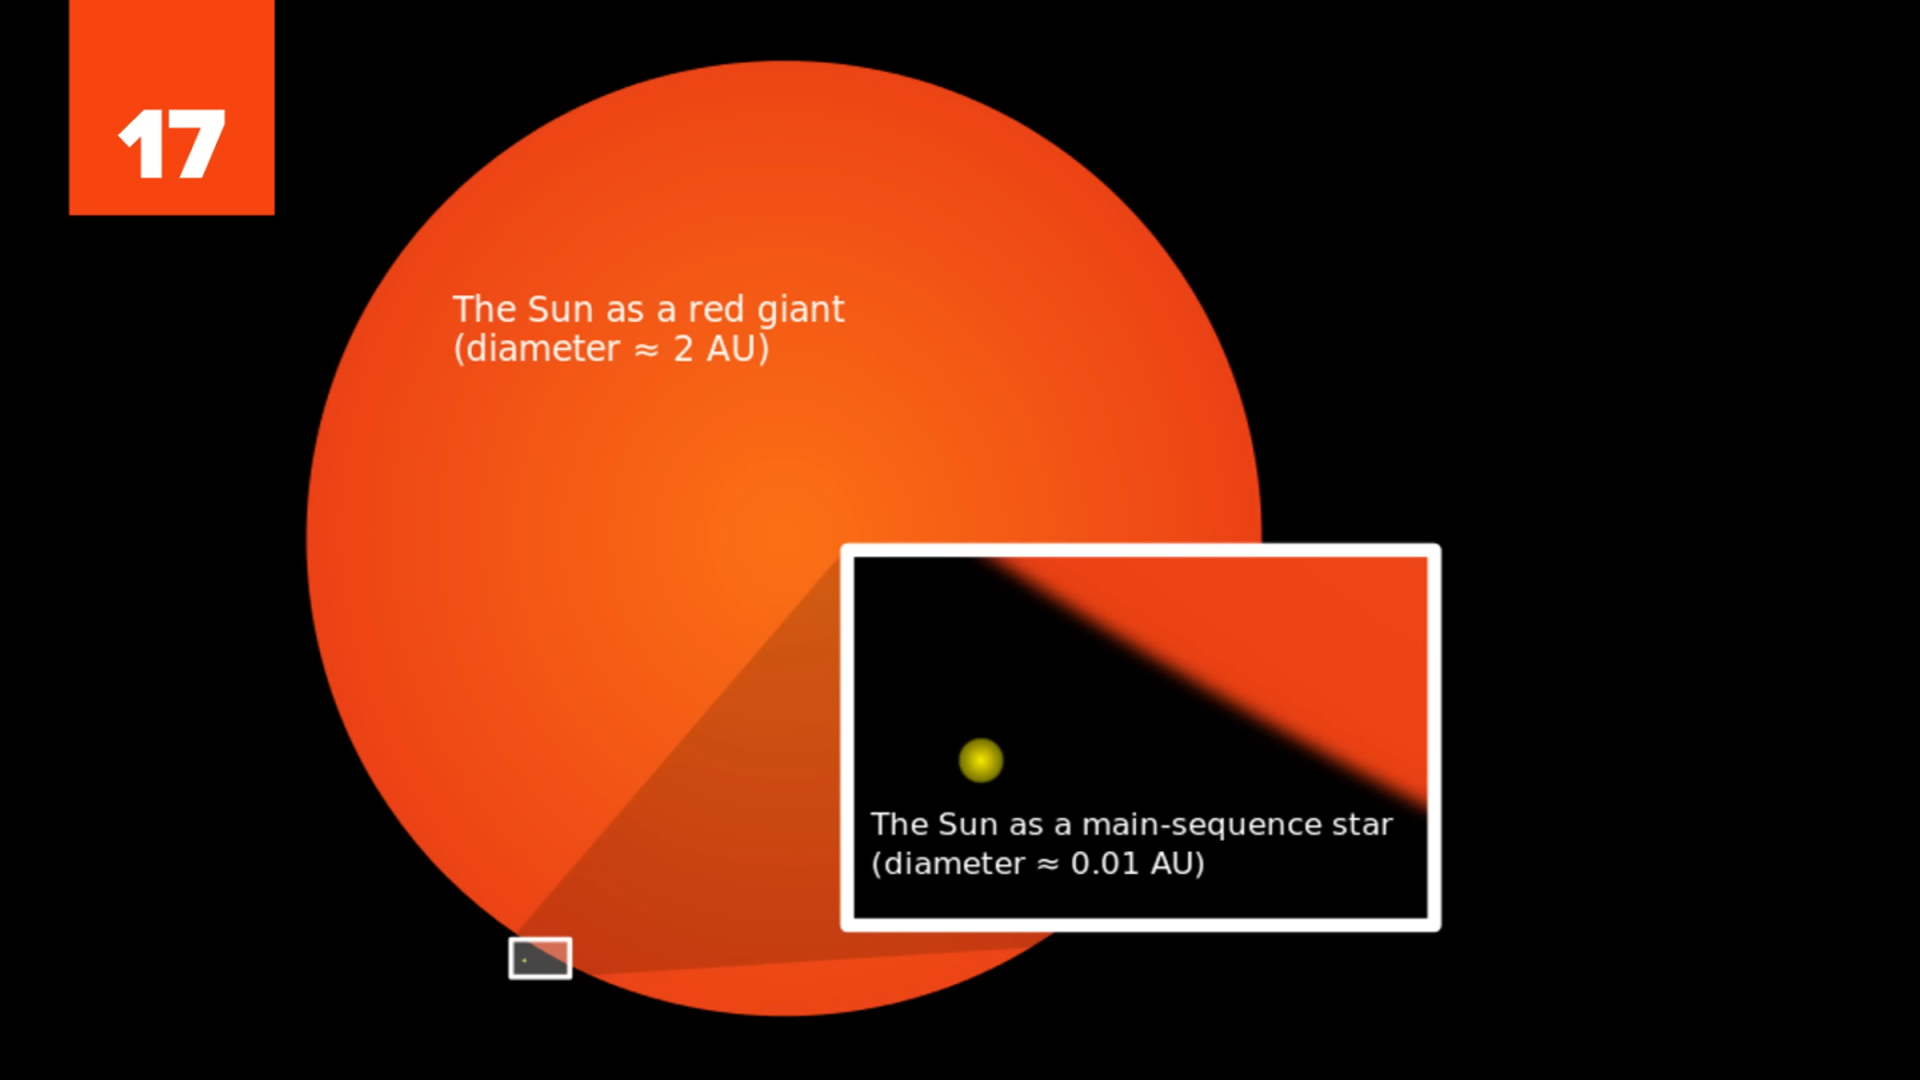 17
The Sun as a red giant
(diameter ≈ 2 AU)
The Sun as a main-sequence star
(diameter ≈ 0.01 AU)